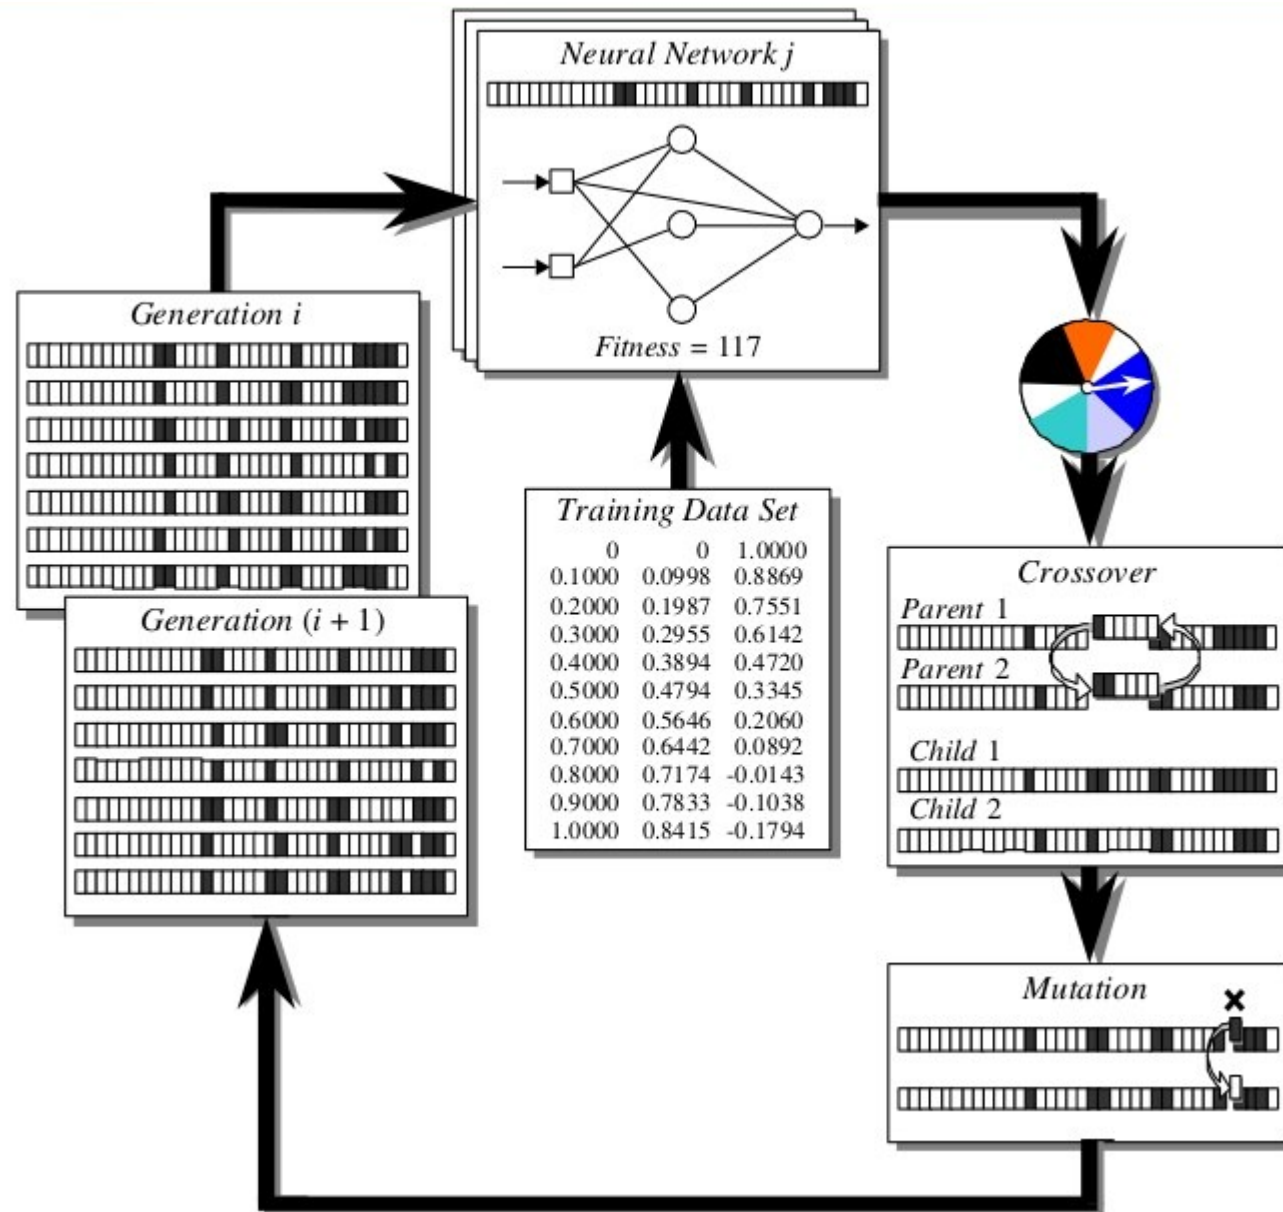 Neural Network j
Fitness = 117
Generation i
Generation (i + 1)
Training Data Set
0 0 1.0000
0.1000 0.0998 0.8869
0.2000 0.1987 0.7551
0.3000 0.2955 0.6142
0.4000 0.3894 0.4720
0.5000 0.4794 0.3345
0.6000 0.5646 0.2060
0.7000 0.6442 0.0892
0.8000 0.7174 -0.0143
0.9000 0.7833 -0.1038
1.0000 0.8415 -0.1794
Crossover
Parent 1
Parent 2
Child 1
Child 2
Mutation